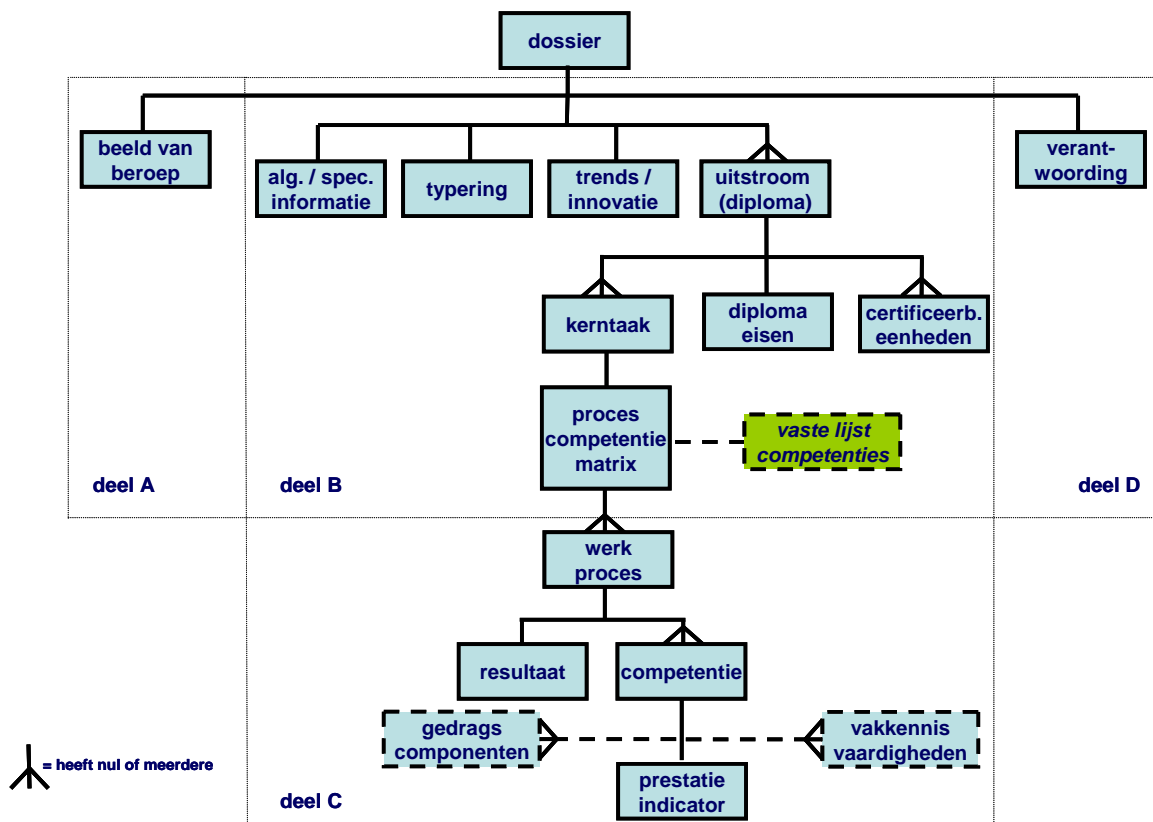 dossier
beeld van
beroep
alg. / spec.
informatie
typering
trends /
innovatie
uitstroom
(diploma)
verant-
woording
kerntaak
diploma
eisen
certificeerb.
eenheden
proces
competentie
matrix
vaste lijst
competenties
deel A
deel B
deel D
werk
proces
resultaat
competentie
gedrags
componenten
vakkennis
vaardigheden
= heeft nul of meerdere
prestatie
indicator
deel C